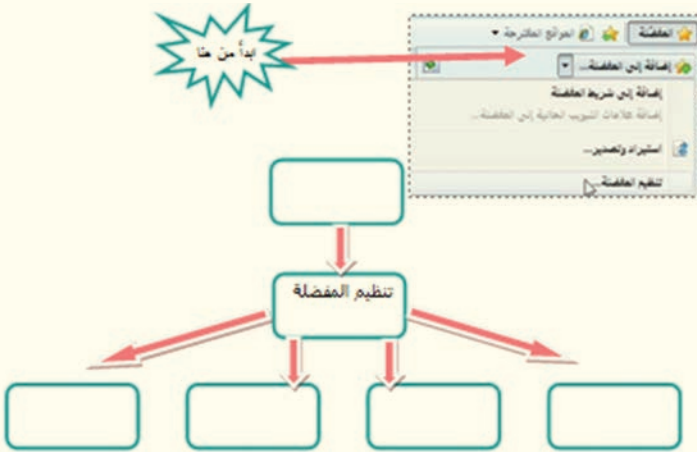 ابدأ من هنا
المفضلة
المواقع المقترحة
إضافة إلى المفضلة...
إضافة إلى شريط المفضلة
إضافة علامات التبويب الحالية إلى المفضلة...
استيراد وتصدير...
تنظيم المفضلة...
تنظيم المفضلة